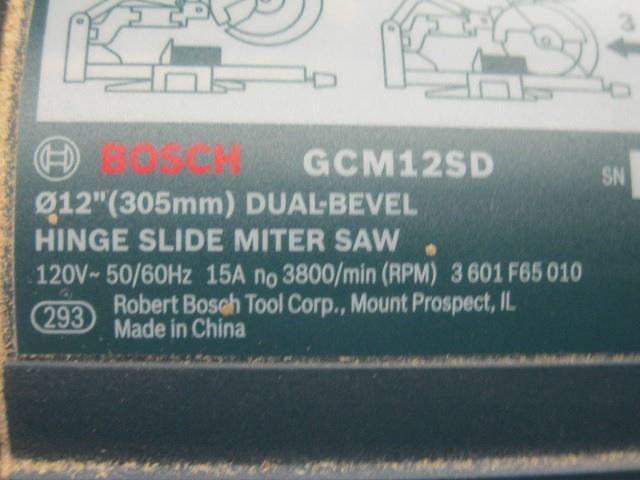 3
BOSCH GCM12SD
SN
Ø12"(305mm) DUAL-BEVEL
HINGE SLIDE MITER SAW
120V~ 50/60Hz 15A n₀ 3800/min (RPM) 3 601 F65 010
293 Robert Bosch Tool Corp., Mount Prospect, IL
Made in China